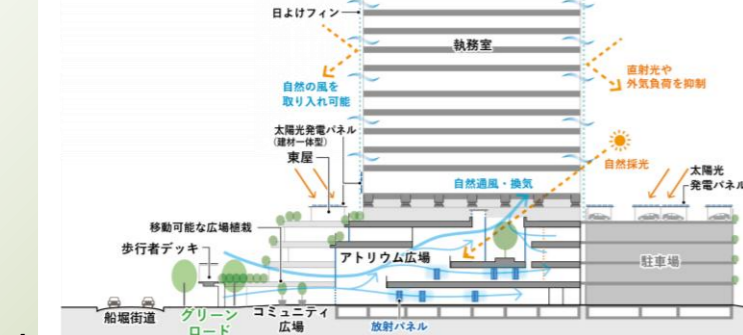 日よけフィン
執務室
自然の風を
取り入れ可能
直射光や
外気負荷を抑制
太陽光発電パネル
(建材一体型)
東屋
自然採光
太陽光
発電パネル
自然通風・換気
移動可能な広場植栽
歩行者デッキ
アトリウム広場
駐車場
船堀街道
グリーン
ロード
コミュニティ
広場
放射パネル